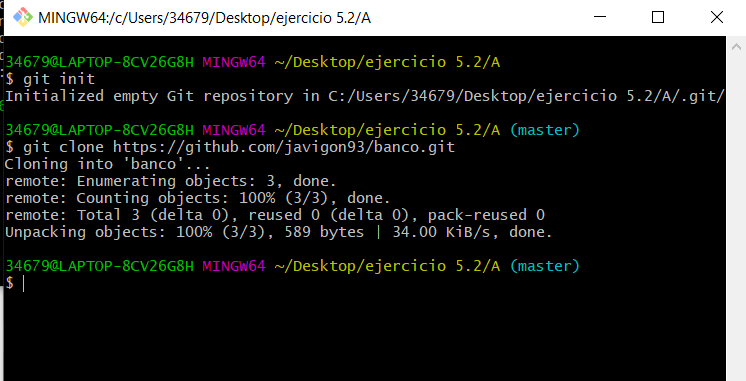 MINGW64:/c/Users/34679/Desktop/ejercicio 5.2/A
34679@LAPTOP-8CV26G8H MINGW64 ~/Desktop/ejercicio 5.2/A
$ git init
Initialized empty Git repository in C:/Users/34679/Desktop/ejercicio 5.2/A/.git/
34679@LAPTOP-8CV26G8H MINGW64 ~/Desktop/ejercicio 5.2/A (master)
$ git clone https://github.com/javigon93/banco.git
Cloning into 'banco'...
remote: Enumerating objects: 3, done.
remote: Counting objects: 100% (3/3), done.
remote: Total 3 (delta 0), reused 0 (delta 0), pack-reused 0
Unpacking objects: 100% (3/3), 589 bytes | 34.00 KiB/s, done.
34679@LAPTOP-8CV26G8H MINGW64 ~/Desktop/ejercicio 5.2/A (master)
$